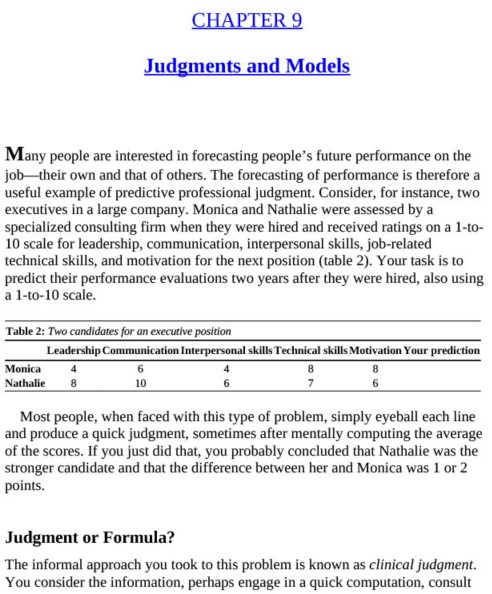 CHAPTER 9
Judgments and Models
Many people are interested in forecasting people's future performance on the
job—their own and that of others. The forecasting of performance is therefore a
useful example of predictive professional judgment. Consider, for instance, two
executives in a large company. Monica and Nathalie were assessed by a
specialized consulting firm when they were hired and received ratings on a 1-to-
10 scale for leadership, communication, interpersonal skills, job-related
technical skills, and motivation for the next position (table 2). Your task is to
predict their performance evaluations two years after they were hired, also using
a 1-to-10 scale.
Table 2: Two candidates for an executive position
Leadership Communication Interpersonal skills Technical skills Motivation Your prediction
Monica 4 6 4 8 8
Nathalie 8 10 6 7 6
Most people, when faced with this type of problem, simply eyeball each line
and produce a quick judgment, sometimes after mentally computing the average
of the scores. If you just did that, you probably concluded that Nathalie was the
stronger candidate and that the difference between her and Monica was 1 or 2
points.
Judgment or Formula?
The informal approach you took to this problem is known as clinical judgment.
You consider the information, perhaps engage in a quick computation, consult